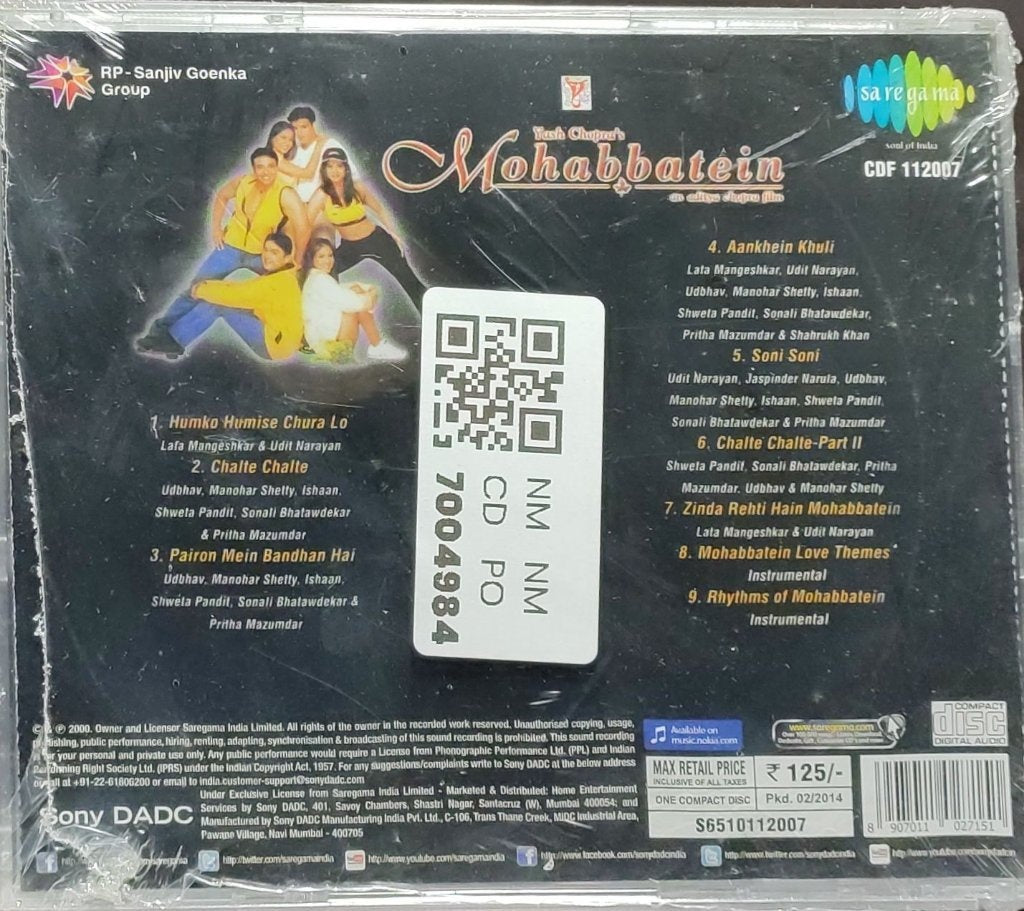 RP-Sanjiv Goenka
Group
Yash Chopra's
Mohabbatein
an aditya chopra film
sa re ga ma
soul of India
CDF 112007
1. Humko Humise Chura Lo
Lata Mangeshkar & Udit Narayan
2. Chalte Chalte
Udbhav, Manohar Shetty, Ishaan,
Shweta Pandit, Sonali Bhatawdekar
& Pritha Mazumdar
3. Pairon Mein Bandhan Hai
Udbhav, Manohar Shetty, Ishaan,
Shweta Pandit, Sonali Bhatawdekar &
Pritha Mazumdar
NM NM
CD PO
7004984
4. Aankhein Khuli
Lata Mangeshkar, Udit Narayan,
Udbhav, Manohar Shetty, Ishaan,
Shweta Pandit, Sonali Bhatawdekar,
Pritha Mazumdar & Shahrukh Khan
5. Soni Soni
Udit Narayan, Jaspinder Narula, Udbhav,
Manohar Shetty, Ishaan, Shweta Pandit,
Sonali Bhatawdekar & Pritha Mazumdar
6. Chalte Chalte-Part II
Shweta Pandit, Sonali Bhatawdekar, Pritha
Mazumdar, Udbhav & Manohar Shetty
7. Zinda Rehti Hain Mohabbatein
Lata Mangeshkar & Udit Narayan
8. Mohabbatein Love Themes
Instrumental
9. Rhythms of Mohabbatein
Instrumental
℗ 2000. Owner and Licensor Saregama India Limited. All rights of the owner in the recorded work reserved. Unauthorised copying, usage,
public performance, hiring, renting, adapting, synchronisation & broadcasting of this sound recording is prohibited. This sound recording
for your personal and private use only. Any public performance would require a License from Phonographic Performance Ltd. (PPL) and Indian
Right Society Ltd. (IPRS) under the Indian Copyright Act, 1957. For any suggestions/complaints write to Sony DADC at the below address
at +91-22-61806200 or email to india.customer-support@sonydadc.com
Sony DADC
Under Exclusive License from Saregama India Limited - Marketed & Distributed: Home Entertainment
Services by Sony DADC, 401, Savoy Chambers, Shastri Nagar, Santacruz (W), Mumbai 400054; and
Manufactured by Sony DADC Manufacturing India Pvt. Ltd., C-106, Trans Thane Creek, MIDC Industrial Area,
Pawane Village, Navi Mumbai - 400705
Available on
music.nokia.com
www.saregama.com
COMPACT
disc
DIGITAL AUDIO
MAX RETAIL PRICE
INCLUSIVE OF ALL TAXES
₹ 125/-
ONE COMPACT DISC
Pkd. 02/2014
S6510112007
8 907011 027151
http://twitter.com/saregamaindia
http://www.youtube.com/saregamaindia
http://www.facebook.com/sonydadcindia
http://www.twitter.com/sonydadcindia